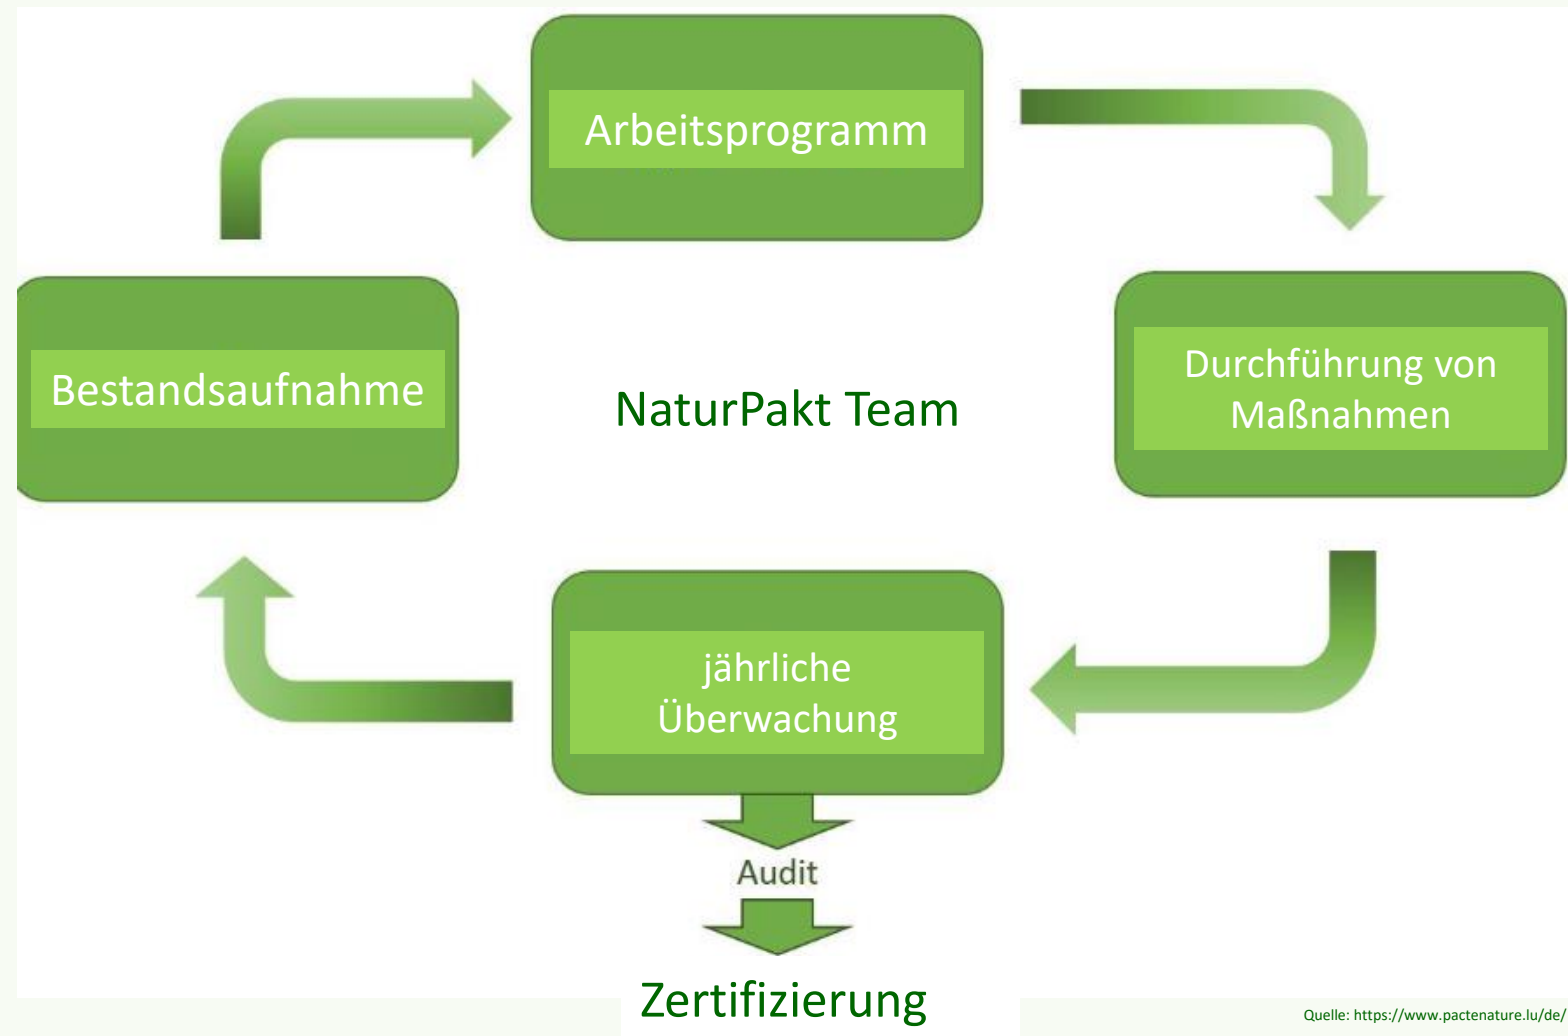 Arbeitsprogramm
Bestandsaufnahme
NaturPakt Team
Durchführung von
Maßnahmen
jährliche
Überwachung
Audit
Zertifizierung
Quelle: https://www.pactenature.lu/de/